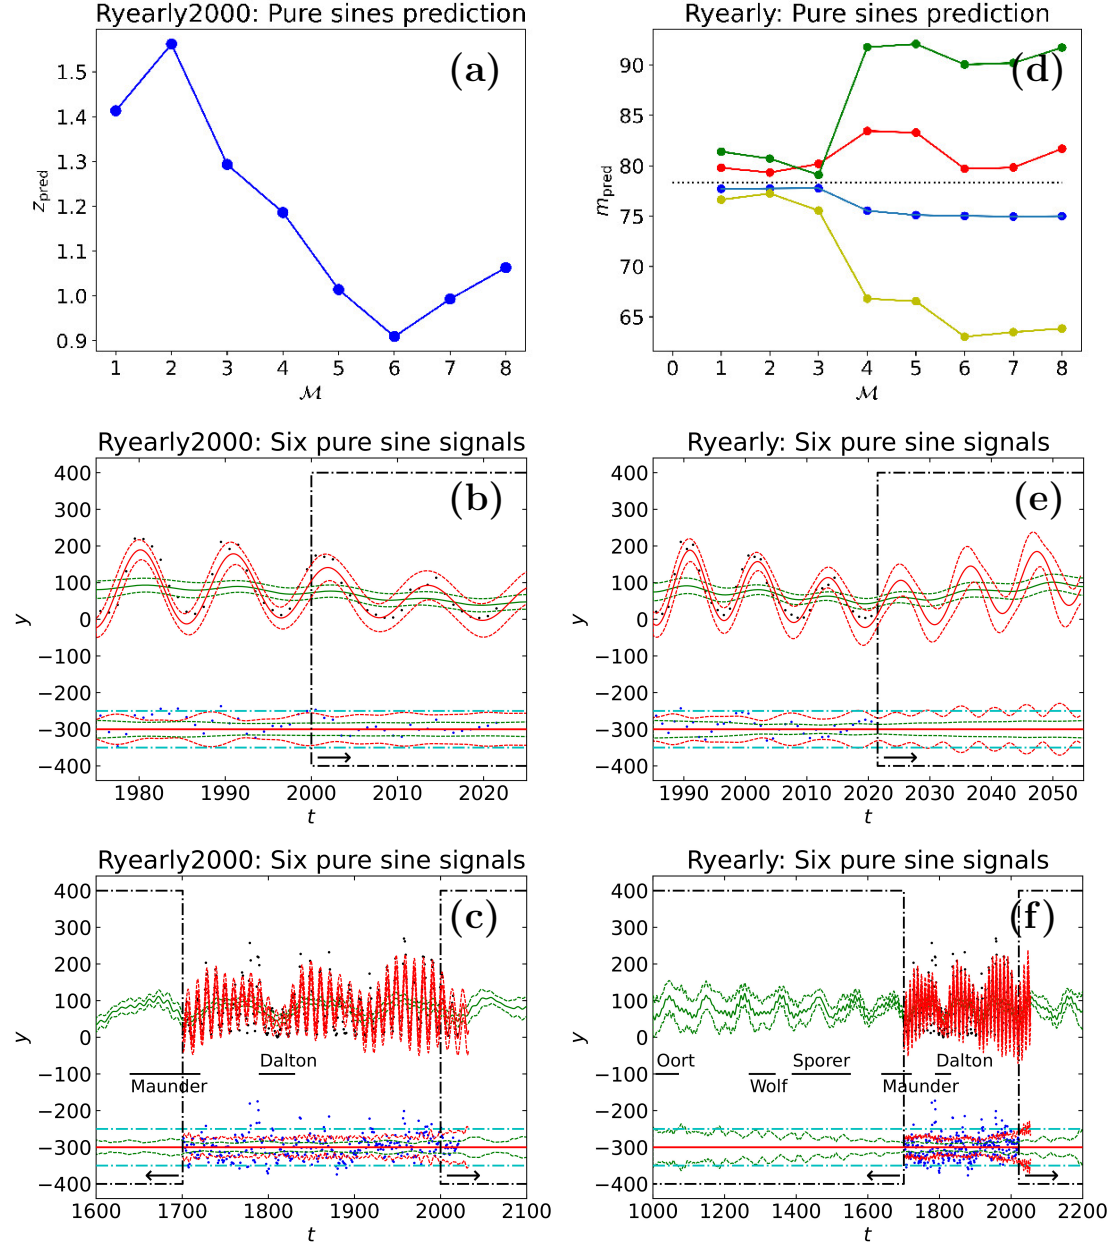 Ryearly2000: Pure sines prediction
(a)
1.5
1.4
1.3
1.2
1.1
1.0
0.9
z_pred
1 2 3 4 5 6 7 8
ℳ
Ryearly: Pure sines prediction
(d)
90
85
80
75
70
65
m_pred
0 1 2 3 4 5 6 7 8
ℳ
Ryearly2000: Six pure sine signals
(b)
400
300
200
100
0
−100
−200
−300
−400
y
1980 1990 2000 2010 2020
t
Ryearly: Six pure sine signals
(e)
400
300
200
100
0
−100
−200
−300
−400
y
1990 2000 2010 2020 2030 2040 2050
t
Ryearly2000: Six pure sine signals
(c)
400
300
200
100
0
−100
−200
−300
−400
y
Dalton
Maunder
1600 1700 1800 1900 2000 2100
t
Ryearly: Six pure sine signals
(f)
400
300
200
100
0
−100
−200
−300
−400
y
Oort Sporer Dalton
Wolf Maunder
1000 1200 1400 1600 1800 2000 2200
t